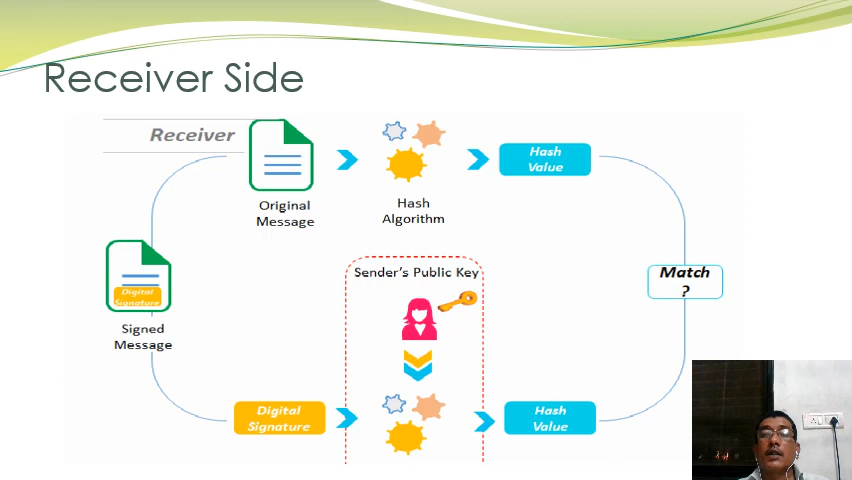 Receiver Side
Receiver
Hash
Value
Original
Message
Hash
Algorithm
Sender's Public Key
Match
?
Digital
Signature
Signed
Message
Digital
Signature
Hash
Value